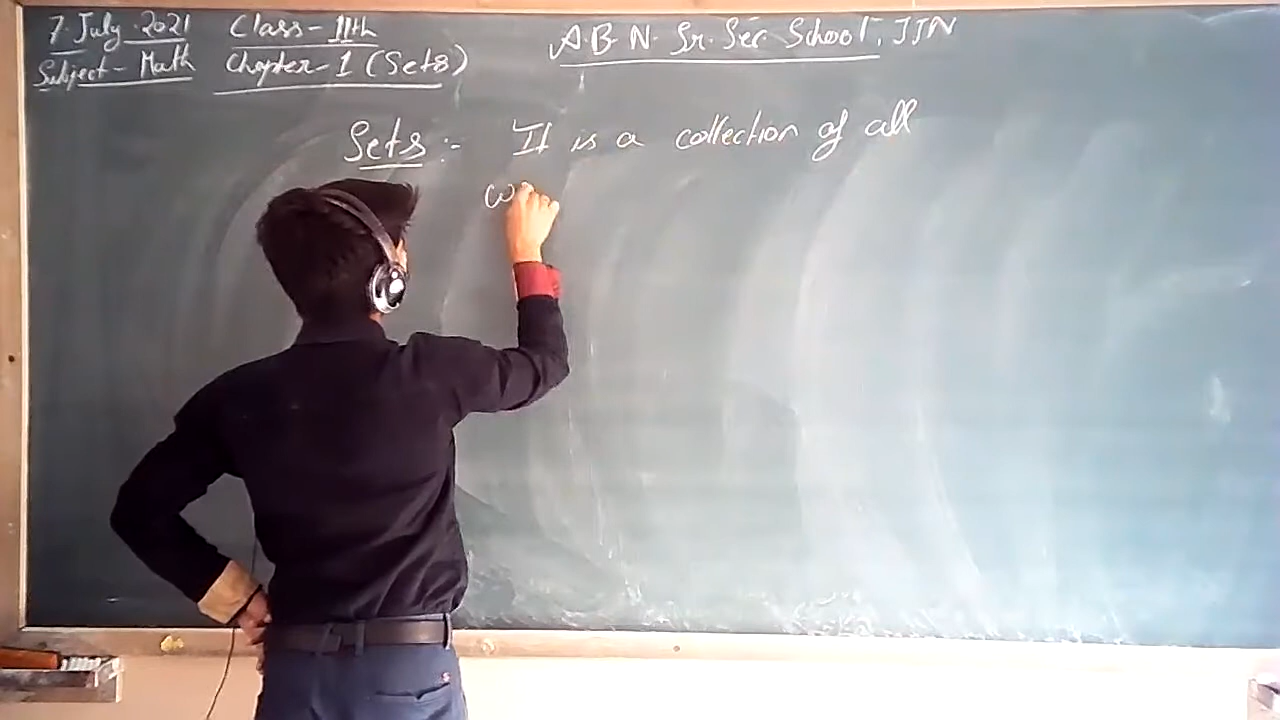 7 July 2021 Class-11th A.B.N. Sr. Sec School, JJN
Subject - Math Chapter-1 (Sets)
Sets :- It is a collection of all